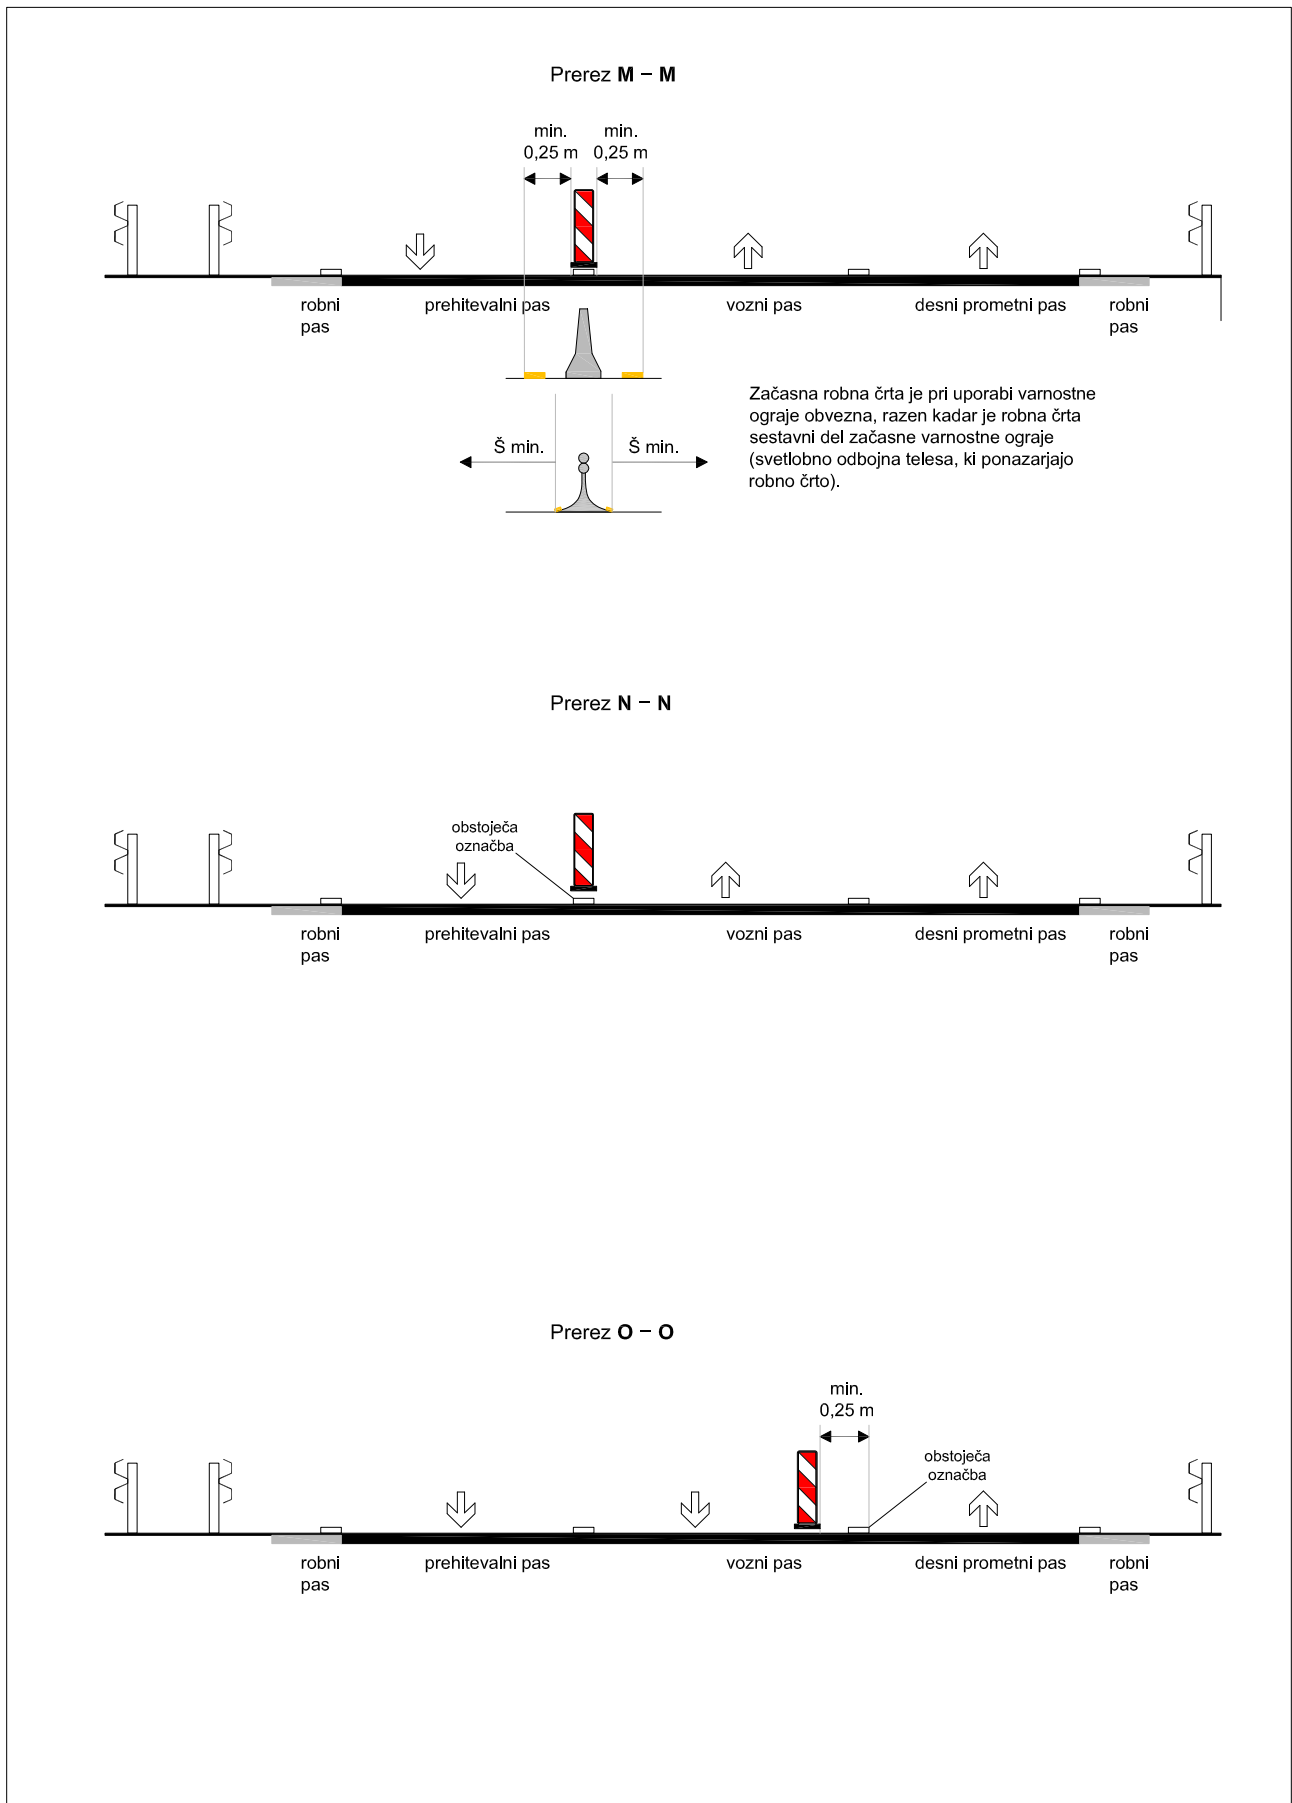 Prerez M – M
min.
0,25 m
min.
0,25 m
robni
pas
prehitevalni pas
vozni pas
desni prometni pas
robni
pas
Začasna robna črta je pri uporabi varnostne
ograje obvezna, razen kadar je robna črta
sestavni del začasne varnostne ograje
(svetlobno odbojna telesa, ki ponazarjajo
robno črto).
Š min.
Š min.
Prerez N – N
obstoječa
označba
robni
pas
prehitevalni pas
vozni pas
desni prometni pas
robni
pas
Prerez O – O
min.
0,25 m
obstoječa
označba
robni
pas
prehitevalni pas
vozni pas
desni prometni pas
robni
pas